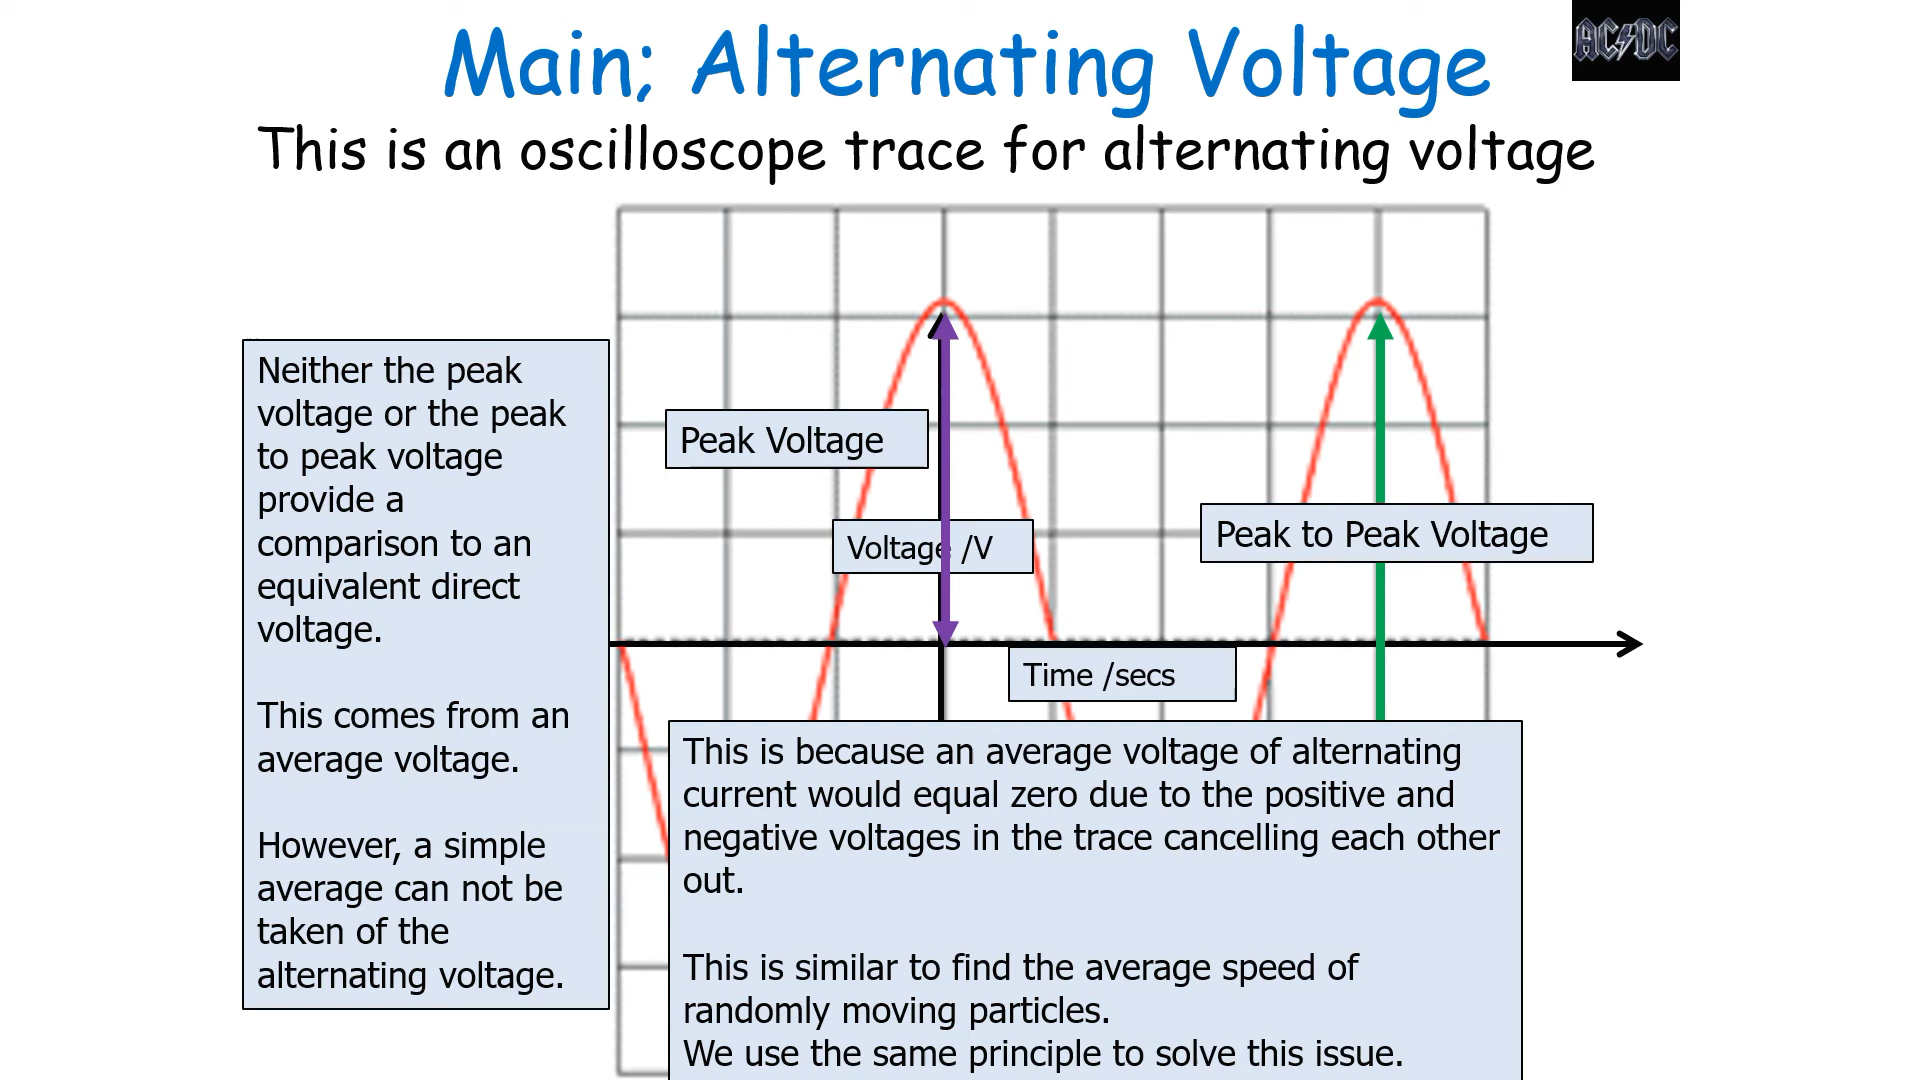 Main; Alternating Voltage
AC/DC
This is an oscilloscope trace for alternating voltage
Neither the peak
voltage or the peak
to peak voltage
provide a
comparison to an
equivalent direct
voltage.
This comes from an
average voltage.
However, a simple
average can not be
taken of the
alternating voltage.
Peak Voltage
Voltage /V
Peak to Peak Voltage
Time /secs
This is because an average voltage of alternating
current would equal zero due to the positive and
negative voltages in the trace cancelling each other
out.
This is similar to find the average speed of
randomly moving particles.
We use the same principle to solve this issue.